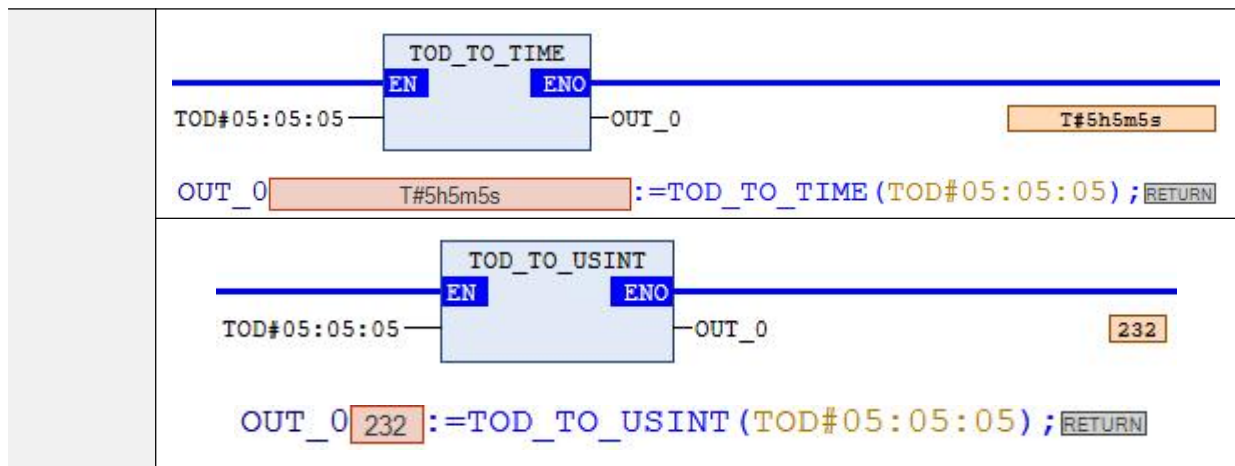 TOD_TO_TIME
EN ENO
TOD#05:05:05 OUT_0 T#5h5m5s
OUT_0 T#5h5m5s :=TOD_TO_TIME(TOD#05:05:05);RETURN
TOD_TO_USINT
EN ENO
TOD#05:05:05 OUT_0 232
OUT_0 232 :=TOD_TO_USINT(TOD#05:05:05);RETURN